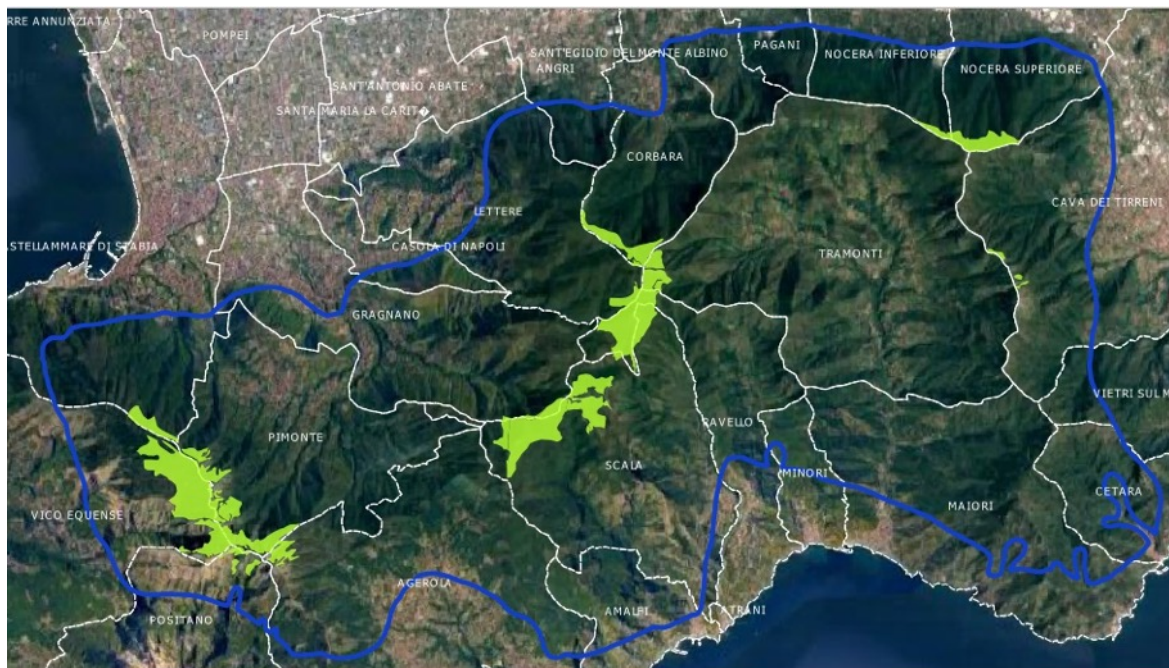 RRE ANNUNZIATA
POMPEI
SANT'EGIDIO DEL MONTE ALBINO
PAGANI
NOCERA INFERIORE
ANGRI
NOCERA SUPERIORE
SANT'ANTONIO ABATE
SANTA MARIA LA CARIT�
CORBARA
LETTERE
CAVA DEI TIRRENI
ASTELLAMMARE DI STABIA
CASOLA DI NAPOLI
TRAMONTI
GRAGNANO
VIETRI SUL M
RAVELLO
PIMONTE
SCALA
MINORI
CETARA
VICO EQUENSE
MAIORI
AGEROLA
AMALFI
ATRANI
POSITANO